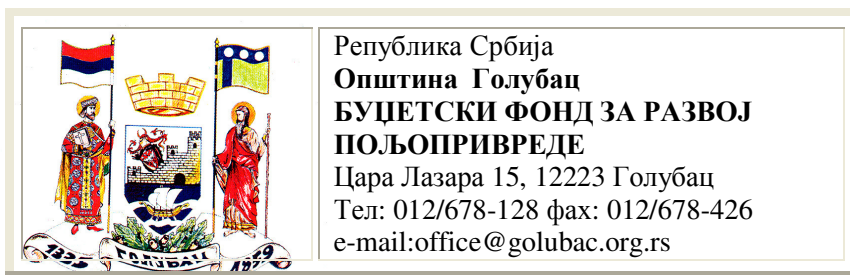 Република Србија
Општина Голубац
БУЏЕТСКИ ФОНД ЗА РАЗВОЈ
ПОЉОПРИВРЕДЕ
Цара Лазара 15, 12223 Голубац
Тел: 012/678-128 фах: 012/678-426
e-mail:office@golubac.org.rs
ГОЛУБАЦ